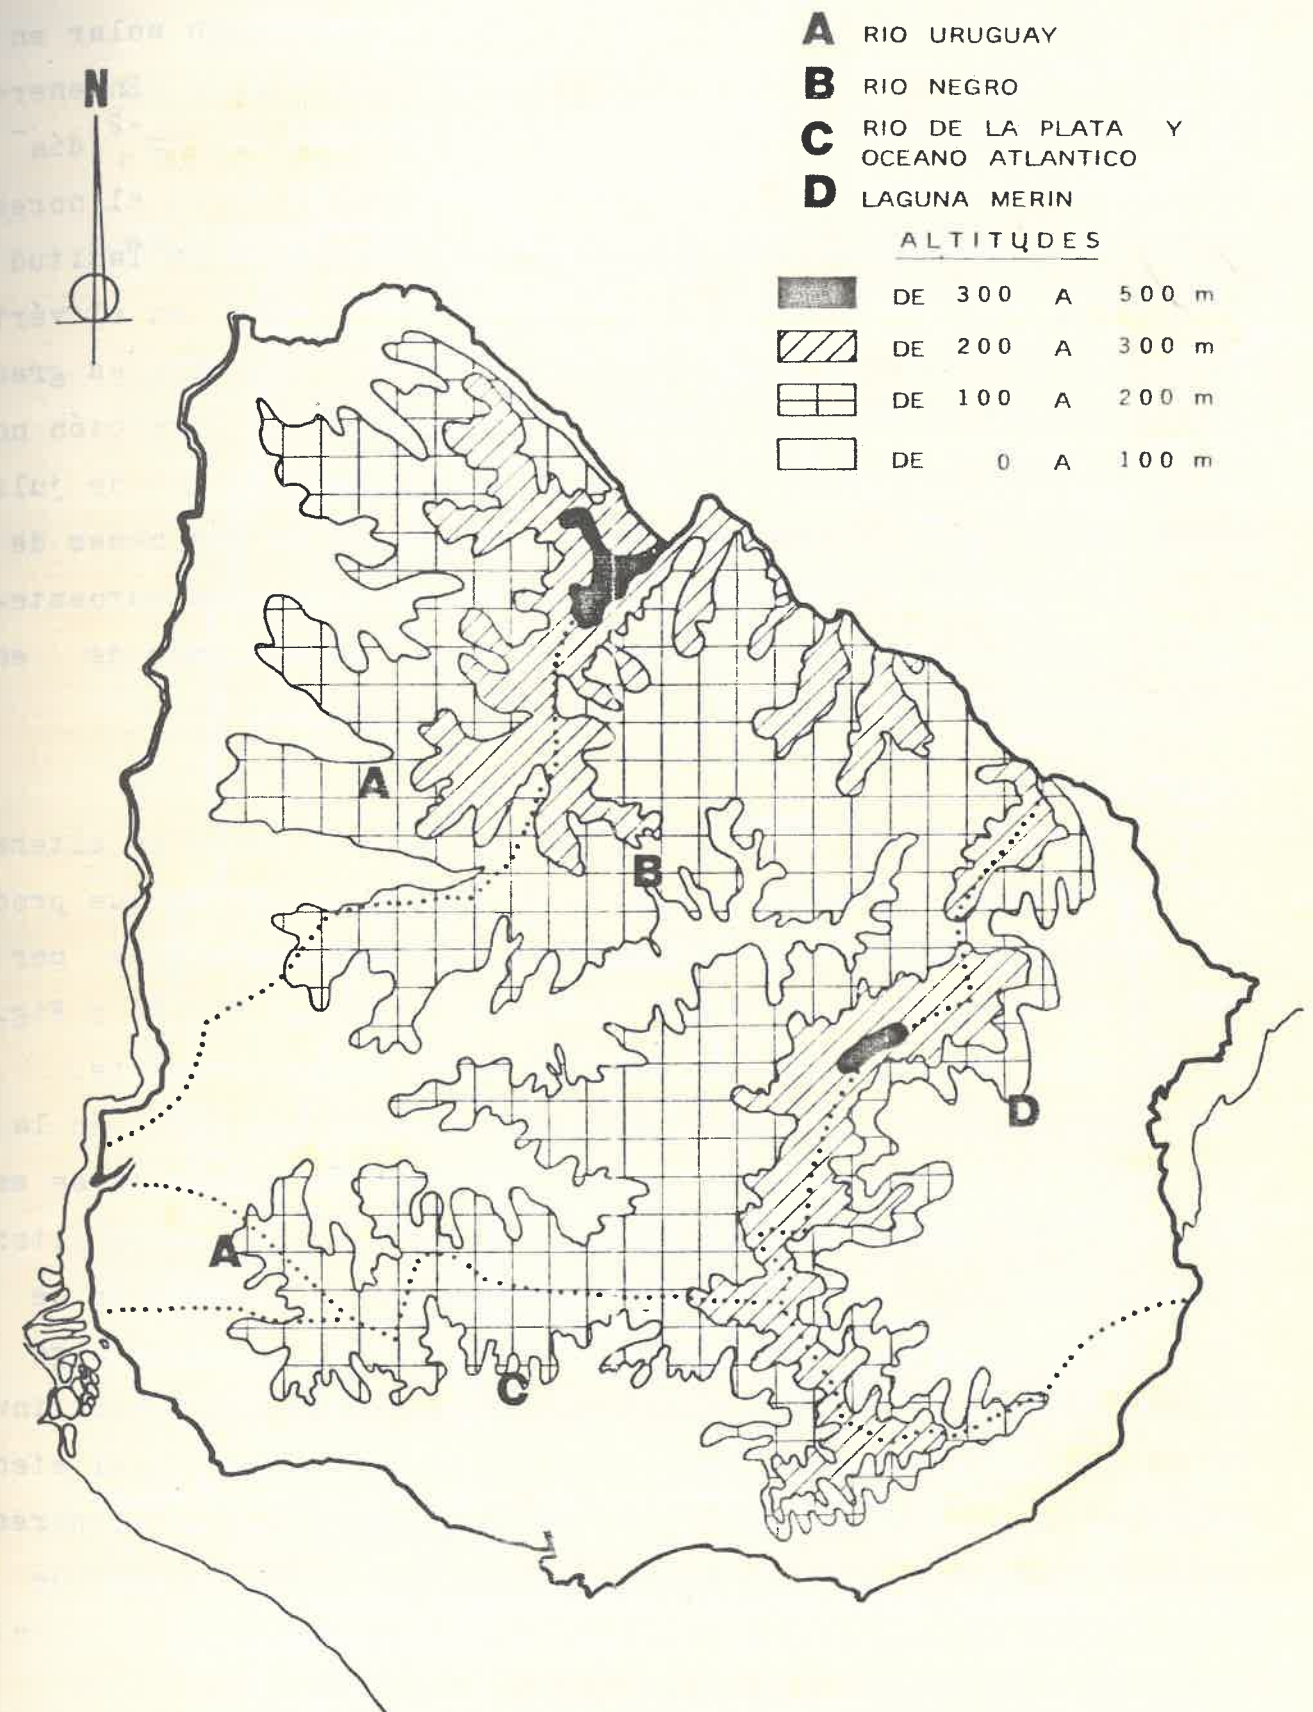 A RIO URUGUAY
B RIO NEGRO
C RIO DE LA PLATA Y
OCEANO ATLANTICO
D LAGUNA MERIN
ALTITUDES
DE 300 A 500 m
DE 200 A 300 m
DE 100 A 200 m
DE 0 A 100 m
N
A
B
D
A
C